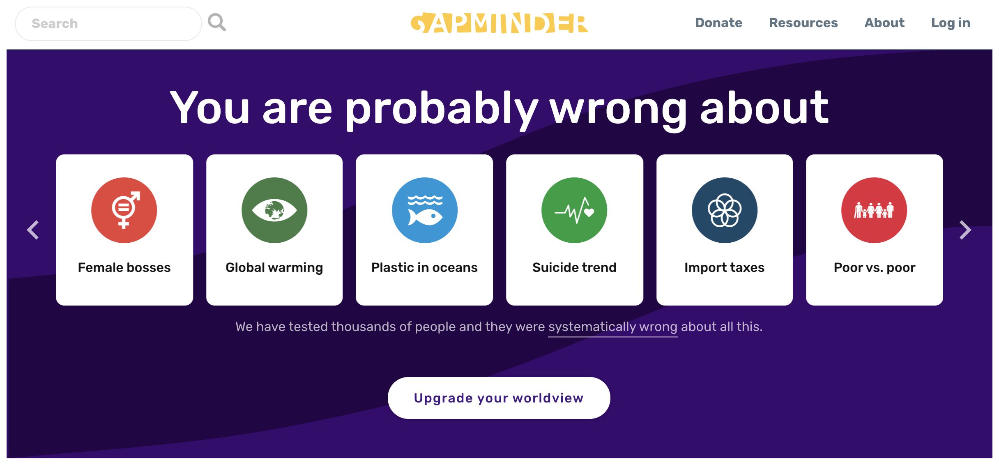 Search
GAPMINDER
Donate
Resources
About
Log in
You are probably wrong about
Female bosses
Global warming
Plastic in oceans
Suicide trend
Import taxes
Poor vs. poor
We have tested thousands of people and they were systematically wrong about all this.
Upgrade your worldview